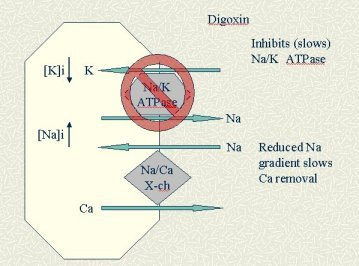 Digoxin
Inhibits (slows)
Na/K ATPase
[K]i
K
Na/K
ATPase
Na
[Na]i
Na
Reduced Na
gradient slows
Ca removal
Na/Ca
X-ch
Ca